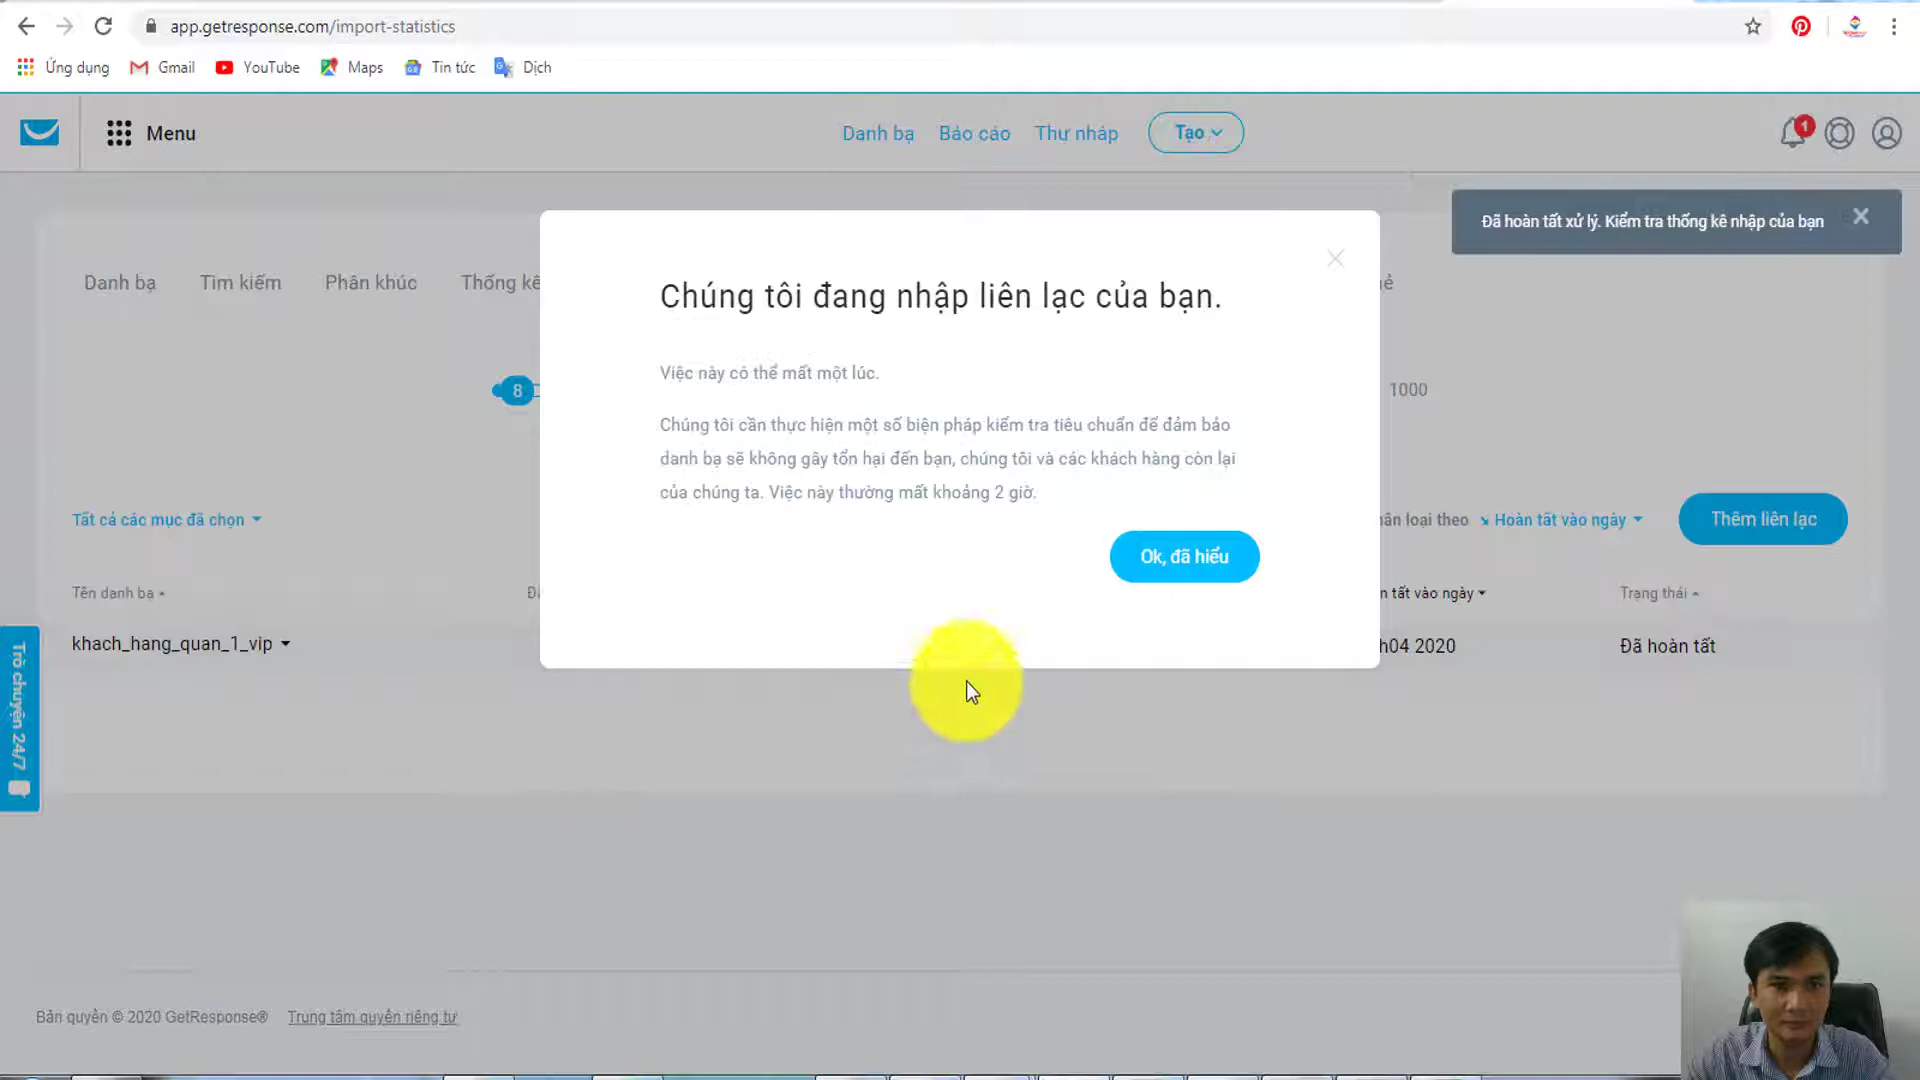 app.getresponse.com/import-statistics
Ứng dụng
Gmail
YouTube
Maps
Tin tức
Dịch
Menu
Danh bạ
Báo cáo
Thư nháp
Tạo
1
Đã hoàn tất xử lý. Kiểm tra thống kê nhập của bạn
Danh bạ
Tìm kiếm
Phân khúc
Thống kê
Chúng tôi đang nhập liên lạc của bạn.
Việc này có thể mất một lúc.
8
1000
Chúng tôi cần thực hiện một số biện pháp kiểm tra tiêu chuẩn để đảm bảo
danh bạ sẽ không gây tổn hại đến bạn, chúng tôi và các khách hàng còn lại
của chúng ta. Việc này thường mất khoảng 2 giờ.
Ok, đã hiểu
Tất cả các mục đã chọn
loại theo
Hoàn tất vào ngày
Thêm liên lạc
Tên danh bạ
tất vào ngày
Trạng thái
khach_hang_quan_1_vip
2020
Đã hoàn tất
Trò chuyện 24/7
Bản quyền © 2020 GetResponse®
Trung tâm quyền riêng tư